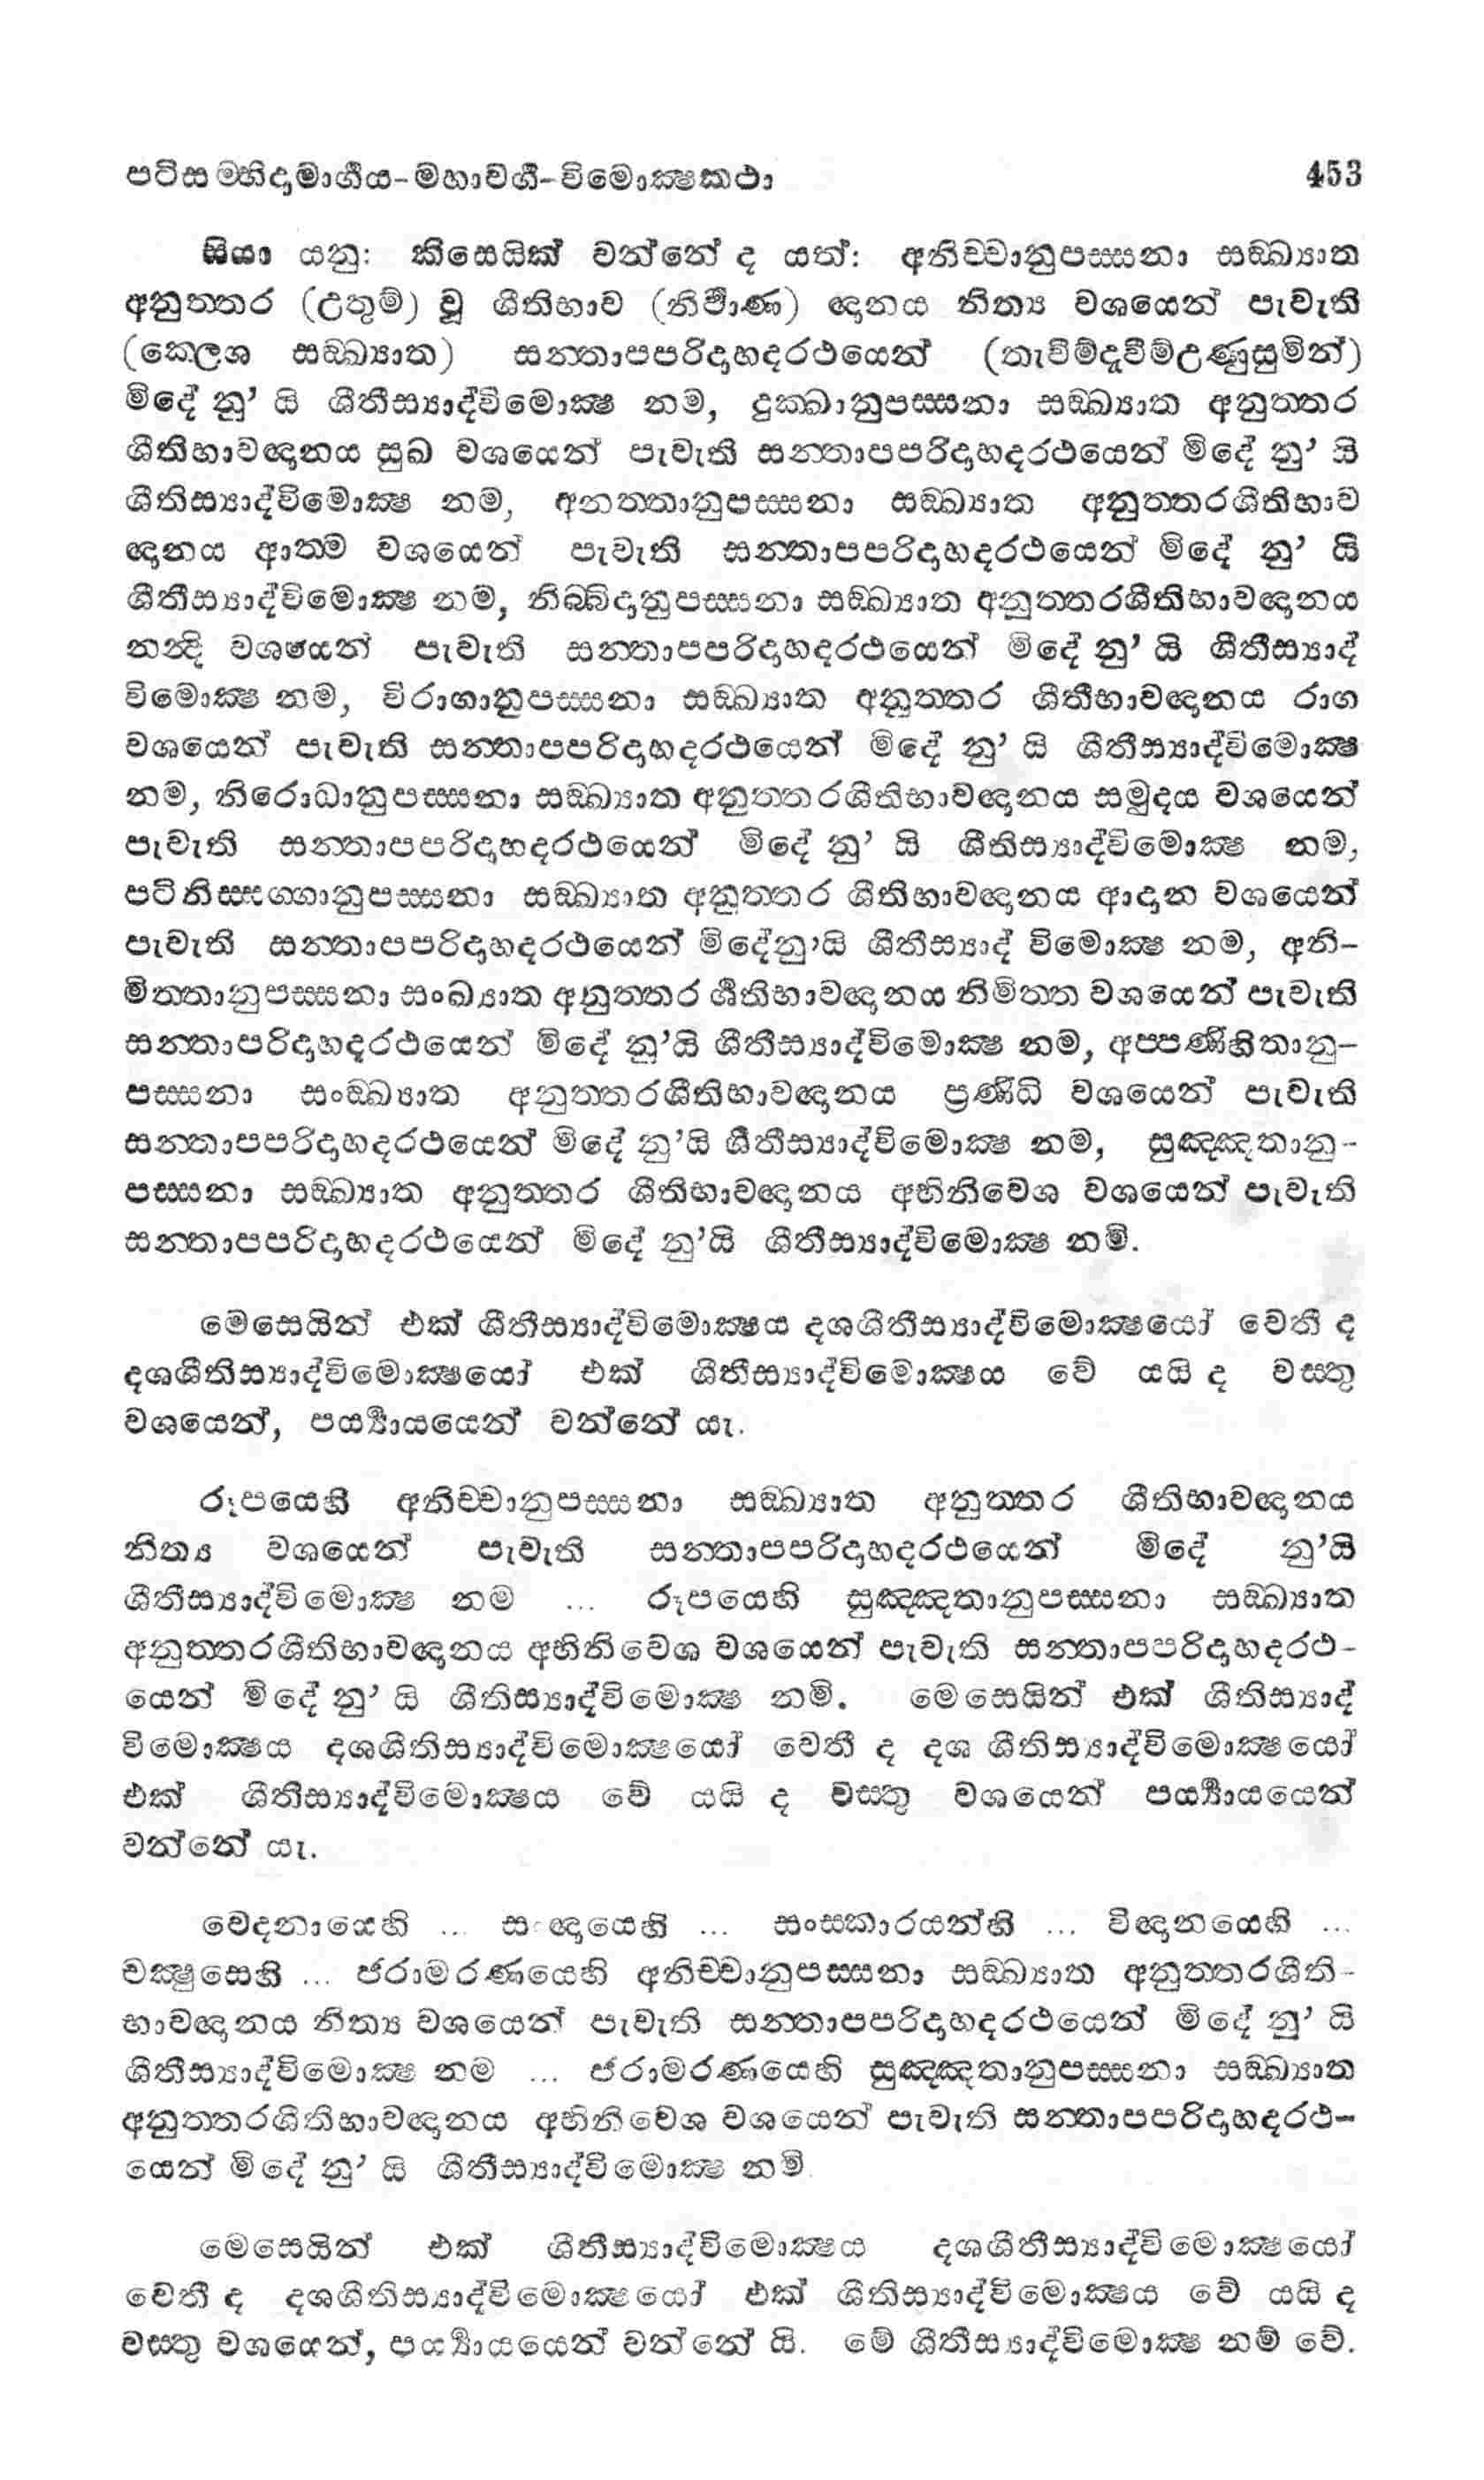 පටිසම්භිදාමාර්ගය-මහාවර්ග-විමොක්ෂකථා 453
සියා යනු: කිසෙයින් වන්නේ ද යත්: අනිච්චානුපස්සනා සඞ්ඛ්‍යාත
අනුත්තර (උතුම්) වූ ශීතිභාව (නිර්වාණ) ඥානය නිත්‍ය වශයෙන් පැවැති
(කෙලශ සඞ්ඛ්‍යාත) සන්තාපපරිදාහදරථයෙන් (තැවීම්දැවීම්උණුසුමින්)
මිදේ නු’ යි ශීතීස්‍යාද්විමොක්ෂ නම, දුක්ඛානුපස්සනා සඞ්ඛ්‍යාත අනුත්තර
ශීතිභාවඥානය සුඛ වශයෙන් පැවැති සන්තාපපරිදාහදරථයෙන් මිදේ නු’ යි
ශීතිස්‍යාද්විමොක්ෂ නම, අනත්තානුපස්සනා සඞ්ඛ්‍යාත අනුත්තරශීතිභාව
ඥානය ආත්ම වශයෙන් පැවැති සන්තාපපරිදාහදරථයෙන් මිදේ නු’ යි
ශීතීස්‍යාද්විමොක්ෂ නම, නිබ්බිදානුපස්සනා සඞ්ඛ්‍යාත අනුත්තරශීතිභාවඥානය
නන්දි වශයෙන් පැවැති සන්තාපපරිදාහදරථයෙන් මිදේ නු’ යි ශීතීස්‍යාද්
විමොක්ෂ නම, විරාගානුපස්සනා සඞ්ඛ්‍යාත අනුත්තර ශීතීභාවඥානය රාග
වශයෙන් පැවැති සන්තාපපරිදාහදරථයෙන් මිදේ නු’ යි ශීතීස්‍යාද්විමොක්ෂ
නම, නිරොධානුපස්සනා සඞ්ඛ්‍යාත අනුත්තරශීතිභාවඥානය සමුදය වශයෙන්
පැවැති සන්තාපපරිදාහදරථයෙන් මිදේ නු’ යි ශීතිස්‍යාද්විමොක්ෂ නම,
පටිනිස්සග්ගානුපස්සනා සඞ්ඛ්‍යාත අනුත්තර ශීතිභාවඥානය ආදාන වශයෙන්
පැවැති සන්තාපපරිදාහදරථයෙන් මිදේනු’යි ශීතීස්‍යාද් විමොක්ෂ නම, අනි-
මිත්තානුපස්සනා සංඛ්‍යාත අනුත්තර ශීතිභාවඥානය නිමිත්ත වශයෙන් පැවැති
සන්තාපරිදාහදරථයෙන් මිදේ නු’යි ශීතීස්‍යාද්විමොක්ෂ නම, අප්පණිහිතානු-
පස්සනා සංඞ්ඛ්‍යාත අනුත්තරශීතිභාවඥානය ප්‍රණිධි වශයෙන් පැවැති
සන්තාපපරිදාහදරථයෙන් මිදේ නු’යි ශීතීස්‍යාද්විමොක්ෂ නම, සුඤ්ඤතානු-
පස්සනා සඞ්ඛ්‍යාත අනුත්තර ශීතිභාවඥානය අභිනිවෙශ වශයෙන් පැවැති
සන්තාපපරිදාහදරථයෙන් මිදේ නු’යි ශීතීස්‍යාද්විමොක්ෂ නමි.
මෙසෙයින් එක් ශීතීස්‍යාද්විමොක්ෂය දශශීතීස්‍යාද්විමොක්ෂයෝ වෙතී ද
දශශීතිස්‍යාද්විමොක්ෂයෝ එක් ශීතීස්‍යාද්විමොක්ෂය වේ යයි ද වස්තු
වශයෙන්, පර්‍ය්‍යායයෙන් වන්නේ යැ.
රූපයෙහි අනිච්චානුපස්සනා සඞ්ඛ්‍යාත අනුත්තර ශීතිභාවඥානය
නිත්‍ය වශයෙන් පැවැති සන්තාපපරිදාහදරථයෙන් මිදේ නු’යි
ශීතීස්‍යාද්විමොක්ෂ නම ... රූපයෙහි සුඤ්ඤතානුපස්සනා සඞ්ඛ්‍යාත
අනුත්තරශීතිභාවඥානය අභිනිවෙශ වශයෙන් පැවැති සන්තාපපරිදාහදරථ-
යෙන් මිදේ නු’ යි ශීතිස්‍යාද්විමොක්ෂ නමි. මෙසෙයින් එක් ශීතිස්‍යාද්
විමොක්ෂය දශශීතිස්‍යාද්විමොක්ෂයෝ වෙතී ද දශ ශීතිස්‍යාද්විමොක්ෂයෝ
එක් ශීතීස්‍යාද්විමොක්ෂය වේ යයි ද වස්තු වශයෙන් පර්‍ය්‍යායයෙන්
වන්නේ යැ.
වෙදනායෙහි ... සංඥායෙහි ... සංස්කාරයන්හි ... විඥානයෙහි ...
චක්ෂුසෙහි ... ජරාමරණයෙහි අනිච්චානුපස්සනා සඞ්ඛ්‍යාත අනුත්තරශීති-
භාවඥානය නිත්‍ය වශයෙන් පැවැති සන්තාපපරිදාහදරථයෙන් මිදේ නු’ යි
ශීතීස්‍යාද්විමොක්ෂ නම ... ජරාමරණයෙහි සුඤ්ඤතානුපස්සනා සඞ්ඛ්‍යාත
අනුත්තරශීතිභාවඥානය අභිනිවෙශ වශයෙන් පැවැති සන්තාපපරිදාහදරථ-
යෙන් මිදේ නු’ යි ශීතීස්‍යාද්විමොක්ෂ නමි
මෙසෙයින් එක් ශීතීස්‍යාද්විමොක්ෂය දශශීතීස්‍යාද්විමොක්ෂයෝ
වෙතී ද දශශීතිස්‍යාද්විමොක්ෂයෝ එක් ශීතිස්‍යාද්විමොක්ෂය වේ යයි ද
වස්තු වශයෙන්, පර්‍ය්‍යායයෙන් වන්නේ යි. මේ ශීතීස්‍යාද්විමොක්ෂ නම් වේ.